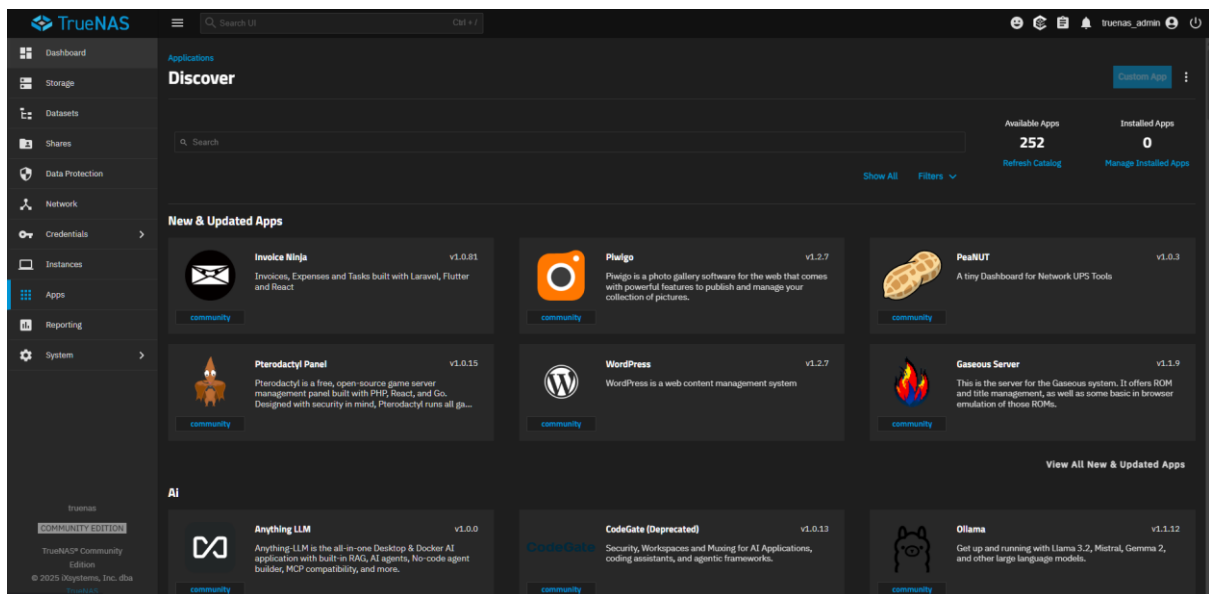 TrueNAS
Search UI
Ctrl + /
truenas_admin
Dashboard
Storage
Datasets
Shares
Data Protection
Network
Credentials
Instances
Apps
Reporting
System
truenas
COMMUNITY EDITION
TrueNAS® Community
Edition
© 2025 iXsystems, Inc. dba
TrueNAS
Applications
Discover
Custom App
Search
Available Apps
252
Refresh Catalog
Installed Apps
0
Manage Installed Apps
Show All
Filters
New & Updated Apps
Invoice Ninja
v1.0.81
Invoices, Expenses and Tasks built with Laravel, Flutter
and React
community
Piwigo
v1.2.7
Piwigo is a photo gallery software for the web that comes
with powerful features to publish and manage your
collection of pictures.
community
PeaNUT
v1.0.3
A tiny Dashboard for Network UPS Tools
community
Pterodactyl Panel
v1.0.15
Pterodactyl is a free, open-source game server
management panel built with PHP, React, and Go.
Designed with security in mind, Pterodactyl runs all ga...
community
WordPress
v1.2.7
WordPress is a web content management system
community
Gaseous Server
v1.1.9
This is the server for the Gaseous system. It offers ROM
and title management, as well as some basic in browser
emulation of those ROMs.
community
View All New & Updated Apps
Ai
Anything LLM
v1.0.0
Anything-LLM is the all-in-one Desktop & Docker AI
application with built-in RAG, AI agents, No-code agent
builder, MCP compatibility, and more.
community
CodeGate
CodeGate (Deprecated)
v1.0.13
Security, Workspaces and Muxing for AI Applications,
coding assistants, and agentic frameworks.
community
Ollama
v1.1.12
Get up and running with Llama 3.2, Mistral, Gemma 2,
and other large language models.
community